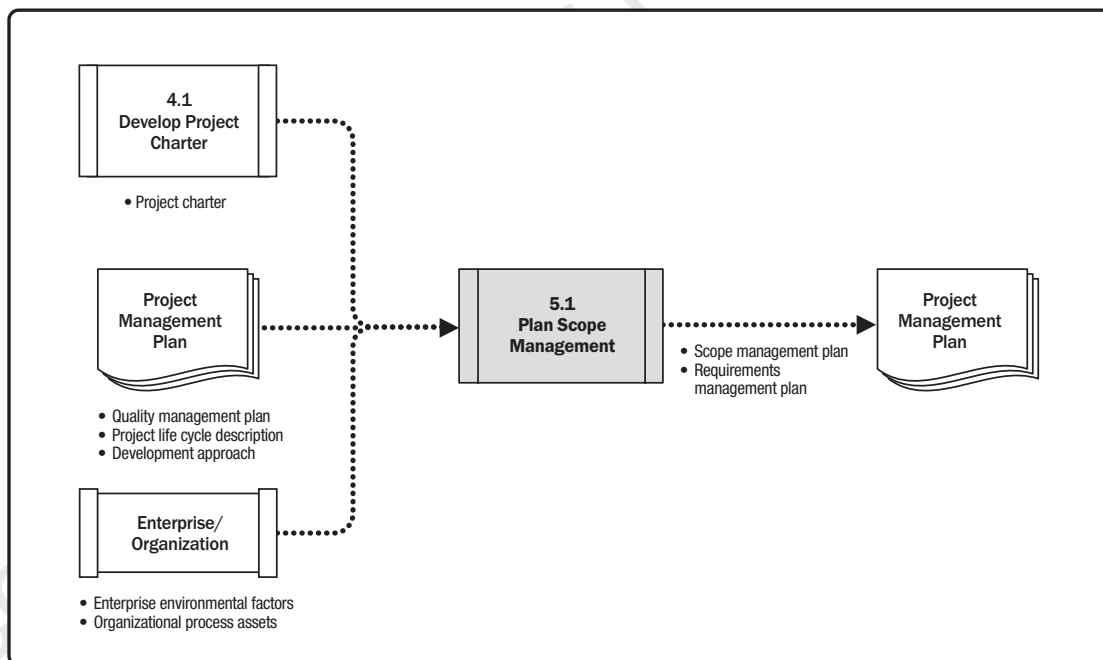 4.1
Develop Project
Charter
• Project charter
Project
Management
Plan
• Quality management plan
• Project life cycle description
• Development approach
Enterprise/
Organization
• Enterprise environmental factors
• Organizational process assets
5.1
Plan Scope
Management
• Scope management plan
• Requirements
management plan
Project
Management
Plan